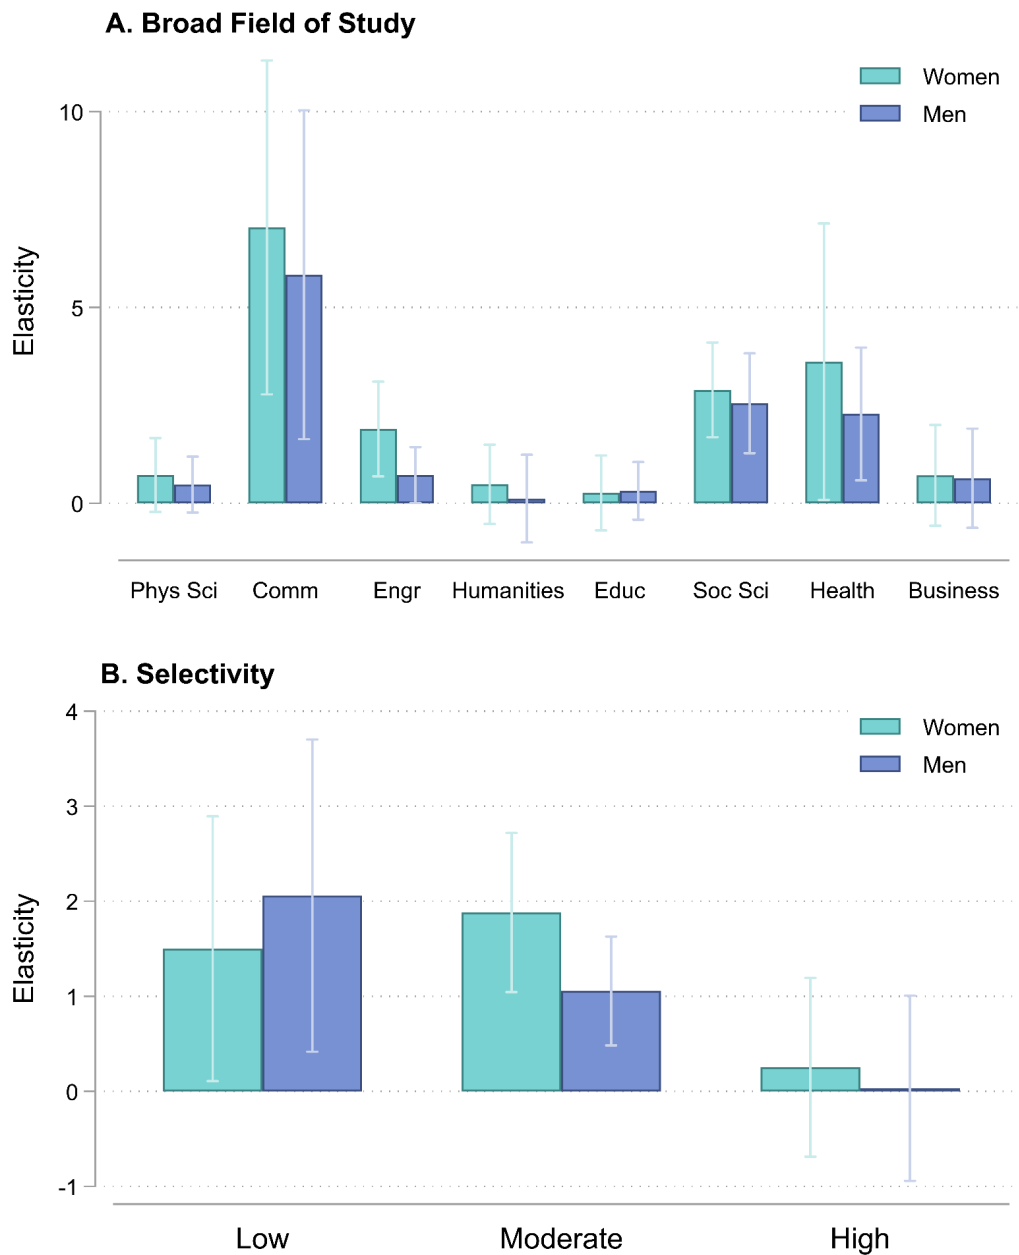 A. Broad Field of Study
Women
Men
10
5
0
Elasticity
Phys Sci Comm Engr Humanities Educ Soc Sci Health Business
B. Selectivity
Women
Men
4
3
2
1
0
-1
Elasticity
Low Moderate High